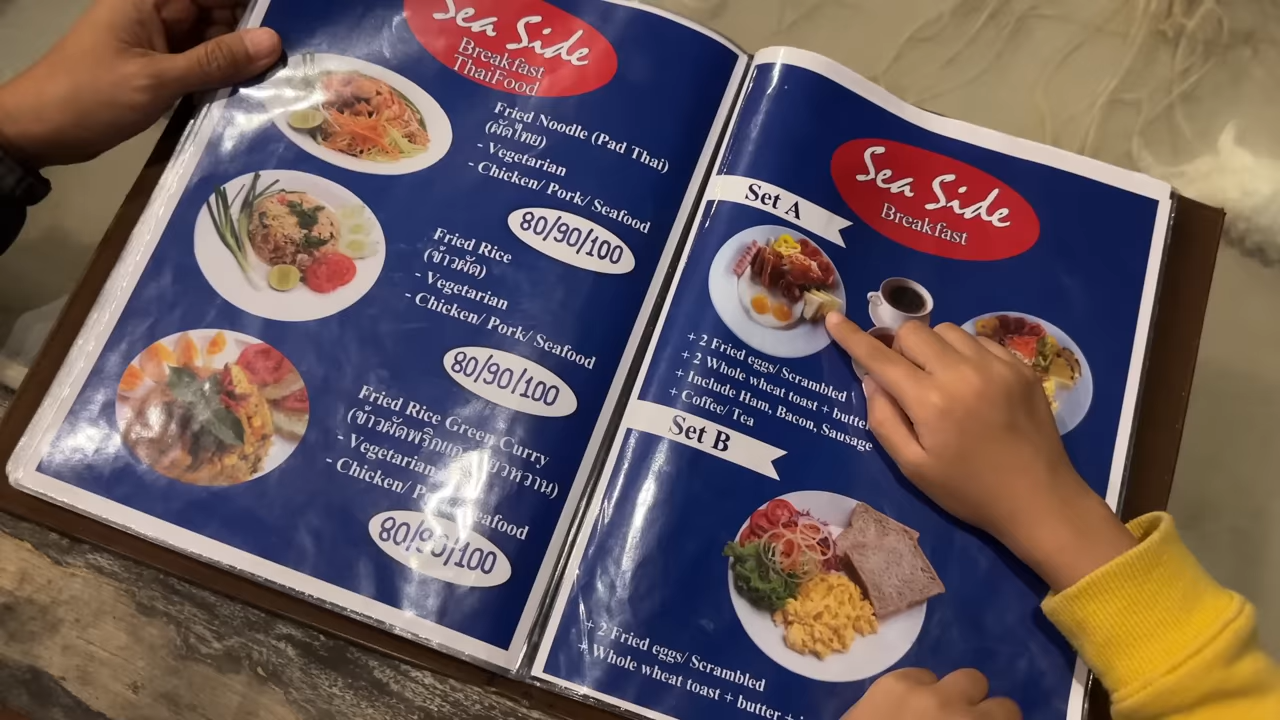 Sea Side
Breakfast
ThaiFood
Fried Noodle (Pad Thai)
(ผัดไทย)
- Vegetarian
- Chicken/ Pork/ Seafood
80/90/100
Fried Rice
(ข้าวผัด)
- Vegetarian
- Chicken/ Pork/ Seafood
80/90/100
Fried Rice Green Curry
- Vegetarian
- Chicken/
80/90/100
Sea Side
Breakfast
Set A
+ 2 Fried eggs/ Scrambled
+ 2 Whole wheat toast + butter
+ Include Ham, Bacon, Sausage
+ Coffee/ Tea
Set B
+ 2 Fried eggs/ Scrambled
+ Whole wheat toast + butter +